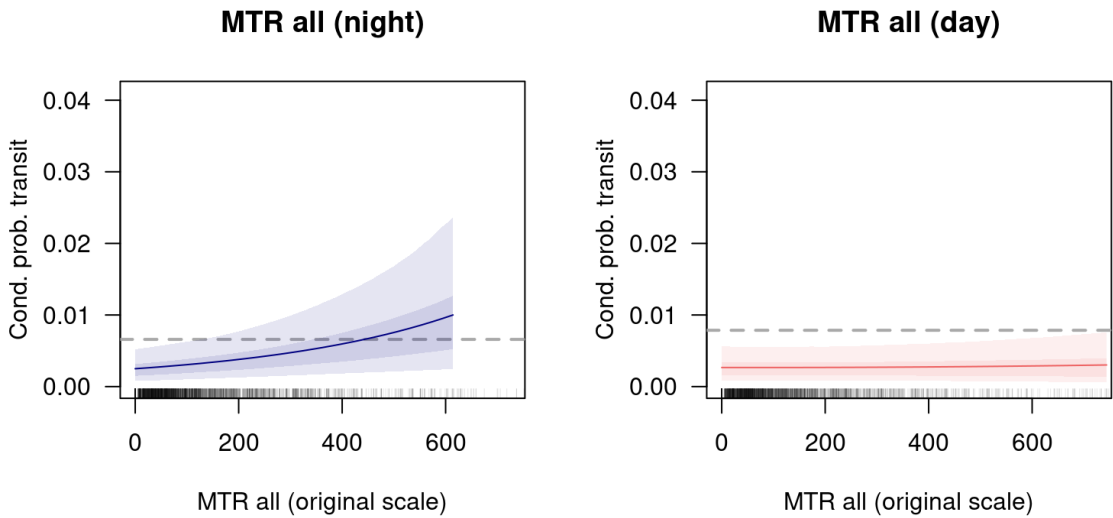 MTR all (night)
Cond. prob. transit
0.04
0.03
0.02
0.01
0.00
0 200 400 600
MTR all (original scale)
MTR all (day)
Cond. prob. transit
0.04
0.03
0.02
0.01
0.00
0 200 400 600
MTR all (original scale)